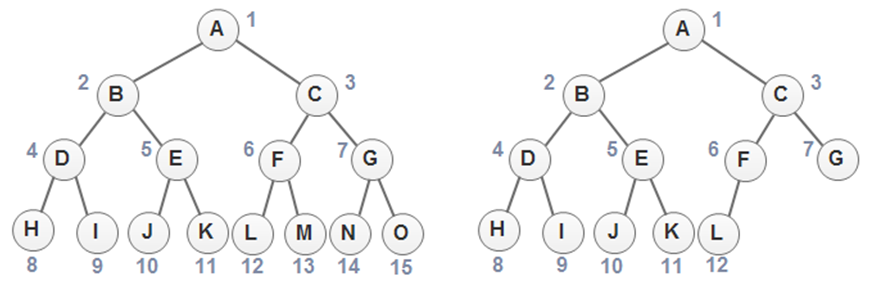 A 1 A 1
2 B C 3 2 B C 3
4 D 5 E 6 F 7 G 4 D 5 E 6 F 7 G
H I J K L M N O H I J K L
8 9 10 11 12 13 14 15 8 9 10 11 12